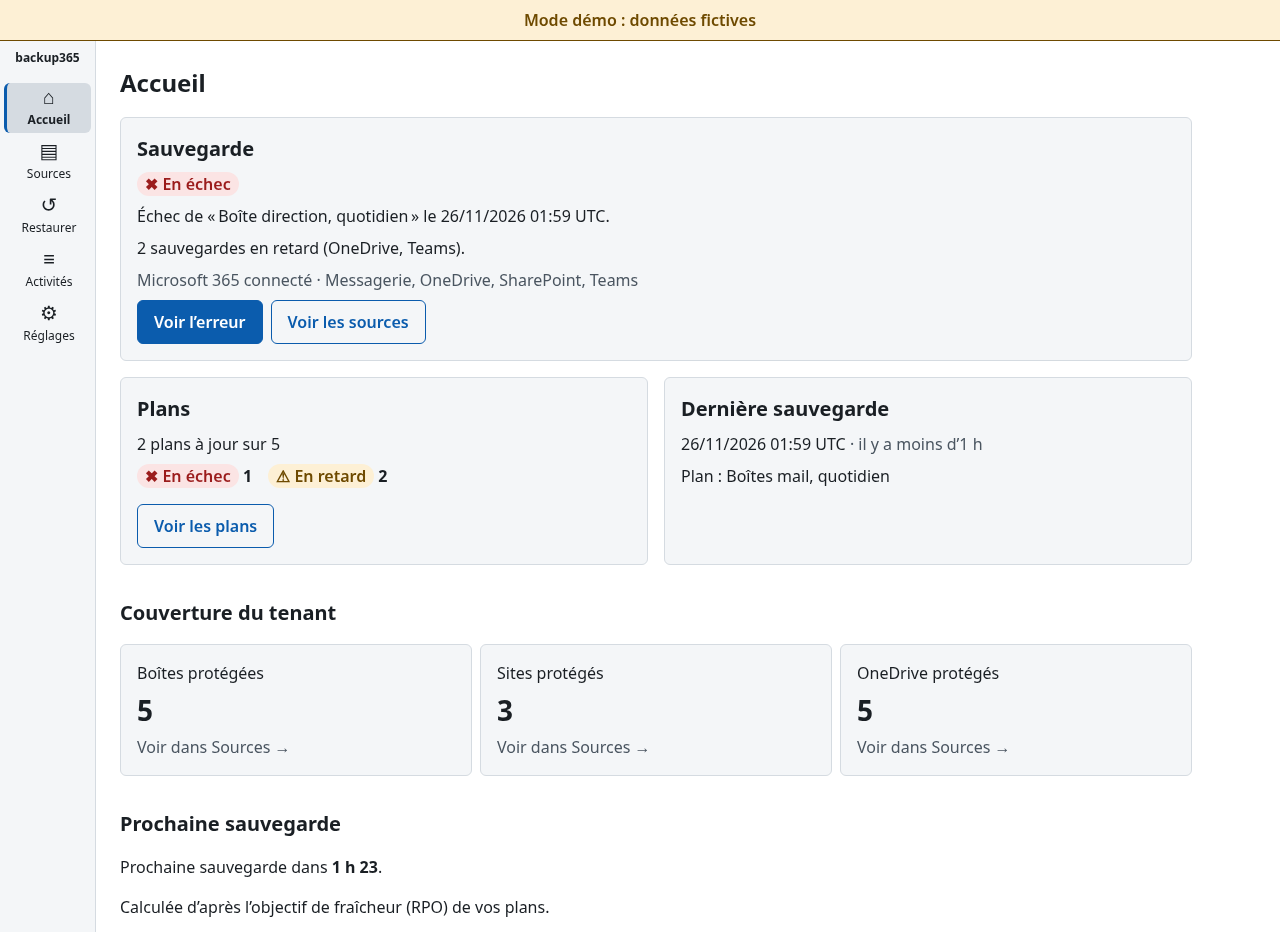 Mode démo : données fictives
backup365
Accueil
Sources
Restaurer
Activités
Réglages
Accueil
Sauvegarde
✖ En échec
Échec de « Boîte direction, quotidien » le 26/11/2026 01:59 UTC.
2 sauvegardes en retard (OneDrive, Teams).
Microsoft 365 connecté · Messagerie, OneDrive, SharePoint, Teams
Voir l’erreur
Voir les sources
Plans
2 plans à jour sur 5
✖ En échec 1 ⚠ En retard 2
Voir les plans
Dernière sauvegarde
26/11/2026 01:59 UTC · il y a moins d’1 h
Plan : Boîtes mail, quotidien
Couverture du tenant
Boîtes protégées
5
Voir dans Sources →
Sites protégés
3
Voir dans Sources →
OneDrive protégés
5
Voir dans Sources →
Prochaine sauvegarde
Prochaine sauvegarde dans 1 h 23.
Calculée d’après l’objectif de fraîcheur (RPO) de vos plans.